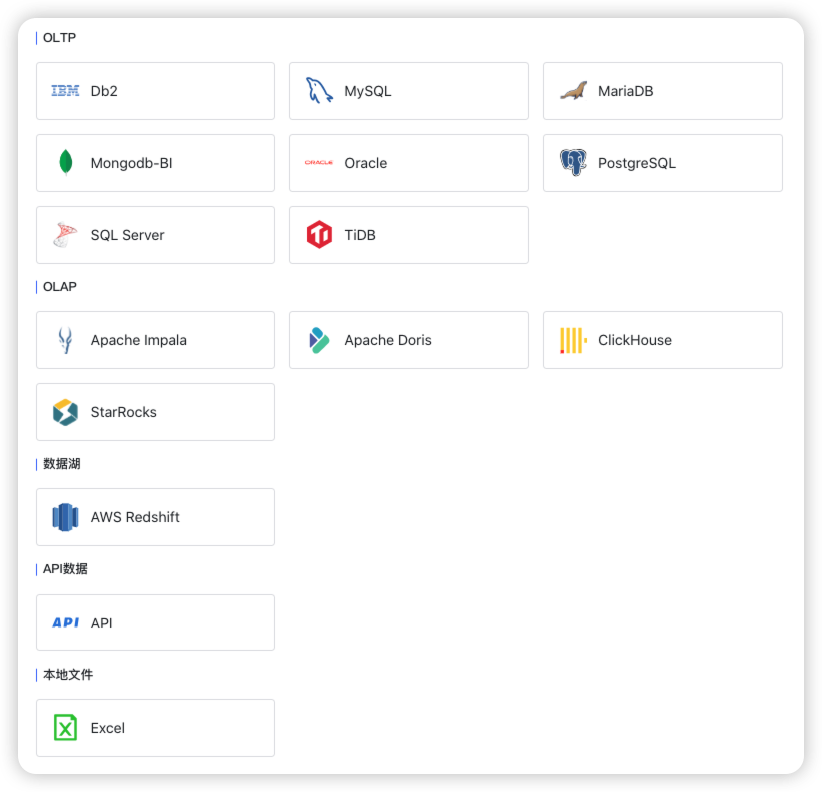 OLTP
IBM Db2
MySQL
MariaDB
Mongodb-BI
ORACLE Oracle
PostgreSQL
SQL Server
TiDB
OLAP
Apache Impala
Apache Doris
ClickHouse
StarRocks
数据湖
AWS Redshift
API数据
API API
本地文件
Excel